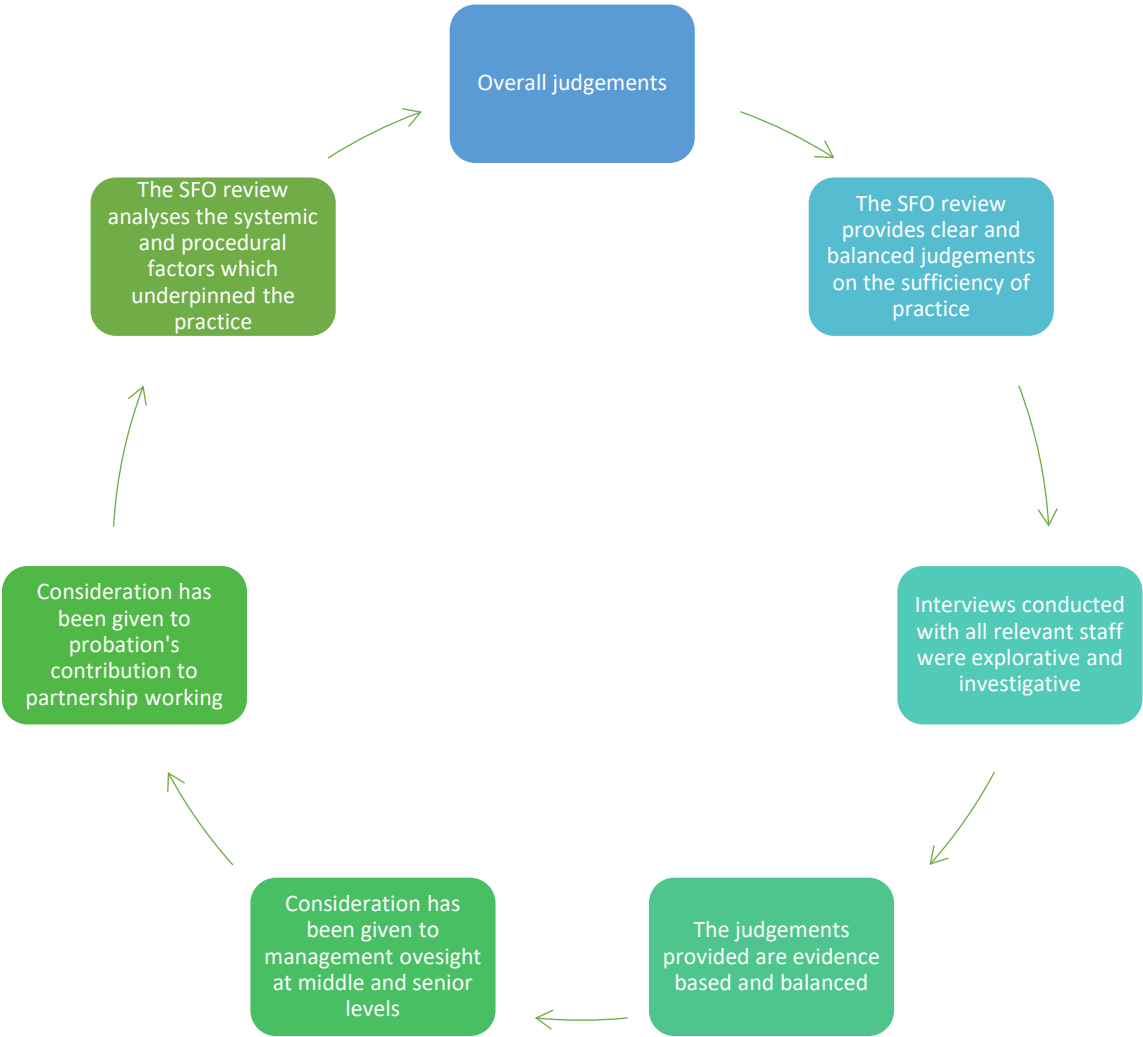 Overall judgements
The SFO review
provides clear and
balanced judgements
on the sufficiency of
practice
Interviews conducted
with all relevant staff
were explorative and
investigative
The judgements
provided are evidence
based and balanced
Consideration has
been given to
management ovesight
at middle and senior
levels
Consideration has
been given to
probation's
contribution to
partnership working
The SFO review
analyses the systemic
and procedural
factors which
underpinned the
practice